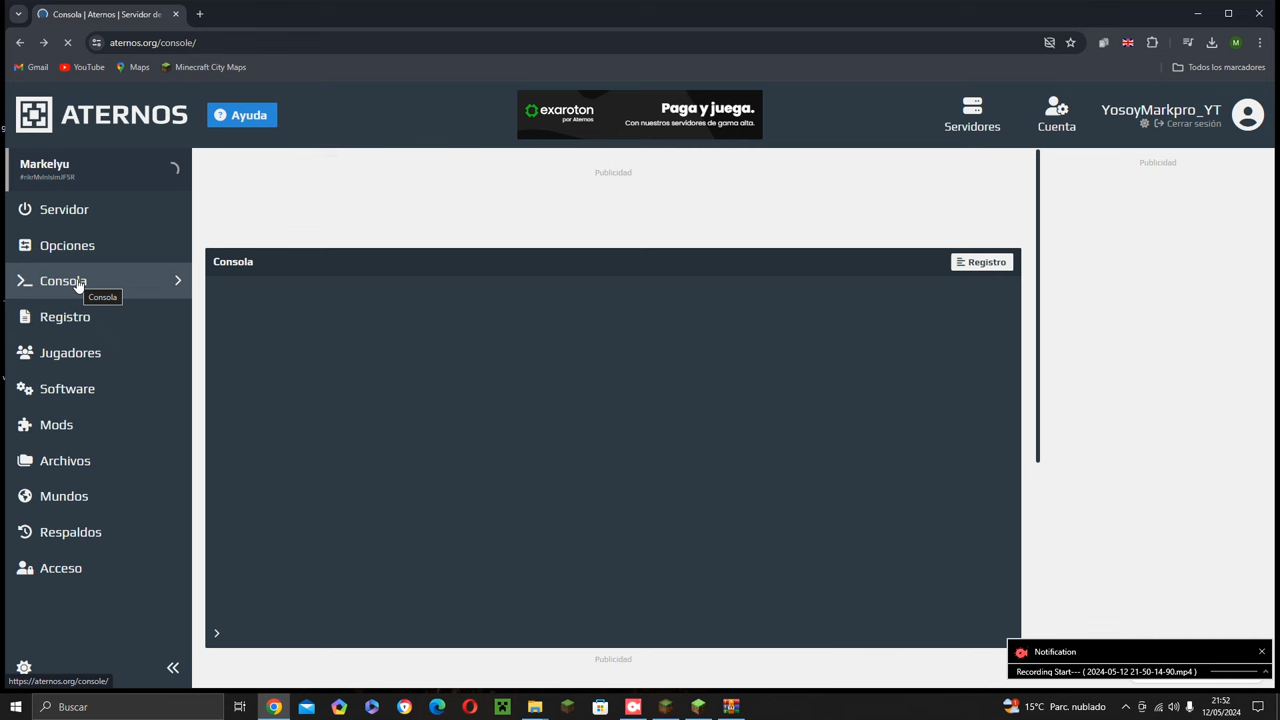 Consola | Aternos | Servidor de
aternos.org/console/
M
Gmail
YouTube
Maps
Minecraft City Maps
Todos los marcadores
ATERNOS
Ayuda
exaroton
por Aternos
Paga y juega.
Con nuestros servidores de gama alta.
Servidores
Cuenta
YosoyMarkpro_YT
Cerrar sesión
Markelyu
Servidor
Opciones
Consola
Consola
Registro
Jugadores
Software
Mods
Archivos
Mundos
Respaldos
Acceso
Publicidad
Publicidad
Consola
Registro
Publicidad
Notification
Recording Start--- ( 2024-05-12 21-50-14-90.mp4 )
https://aternos.org/console/
Buscar
15°C Parc. nublado
21:52
12/05/2024